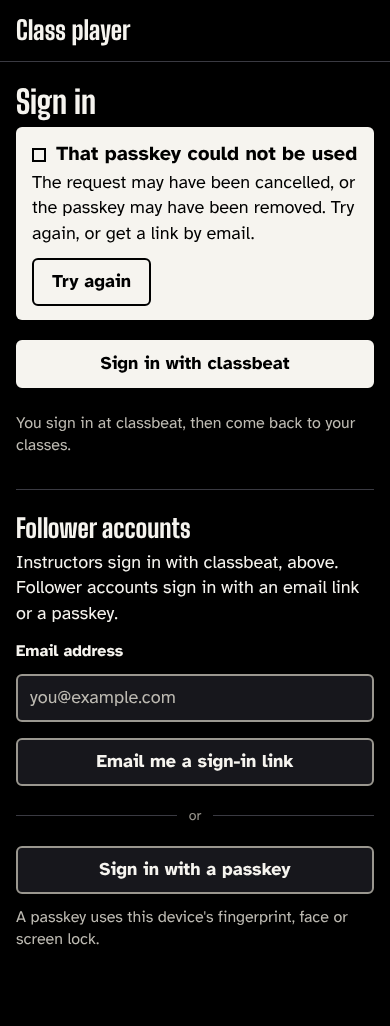 Class player
Sign in
That passkey could not be used
The request may have been cancelled, or
the passkey may have been removed. Try
again, or get a link by email.
Try again
Sign in with classbeat
You sign in at classbeat, then come back to your
classes.
Follower accounts
Instructors sign in with classbeat, above.
Follower accounts sign in with an email link
or a passkey.
Email address
you@example.com
Email me a sign-in link
or
Sign in with a passkey
A passkey uses this device's fingerprint, face or
screen lock.